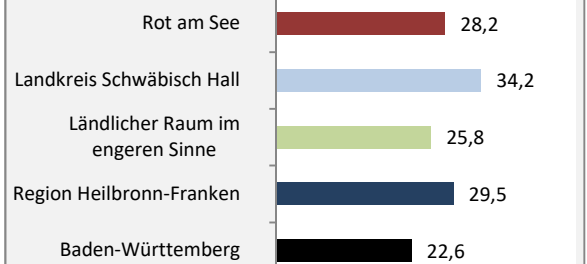 Rot am See 28,2
Landkreis Schwäbisch Hall 34,2
Ländlicher Raum im
engeren Sinne 25,8
Region Heilbronn-Franken 29,5
Baden-Württemberg 22,6